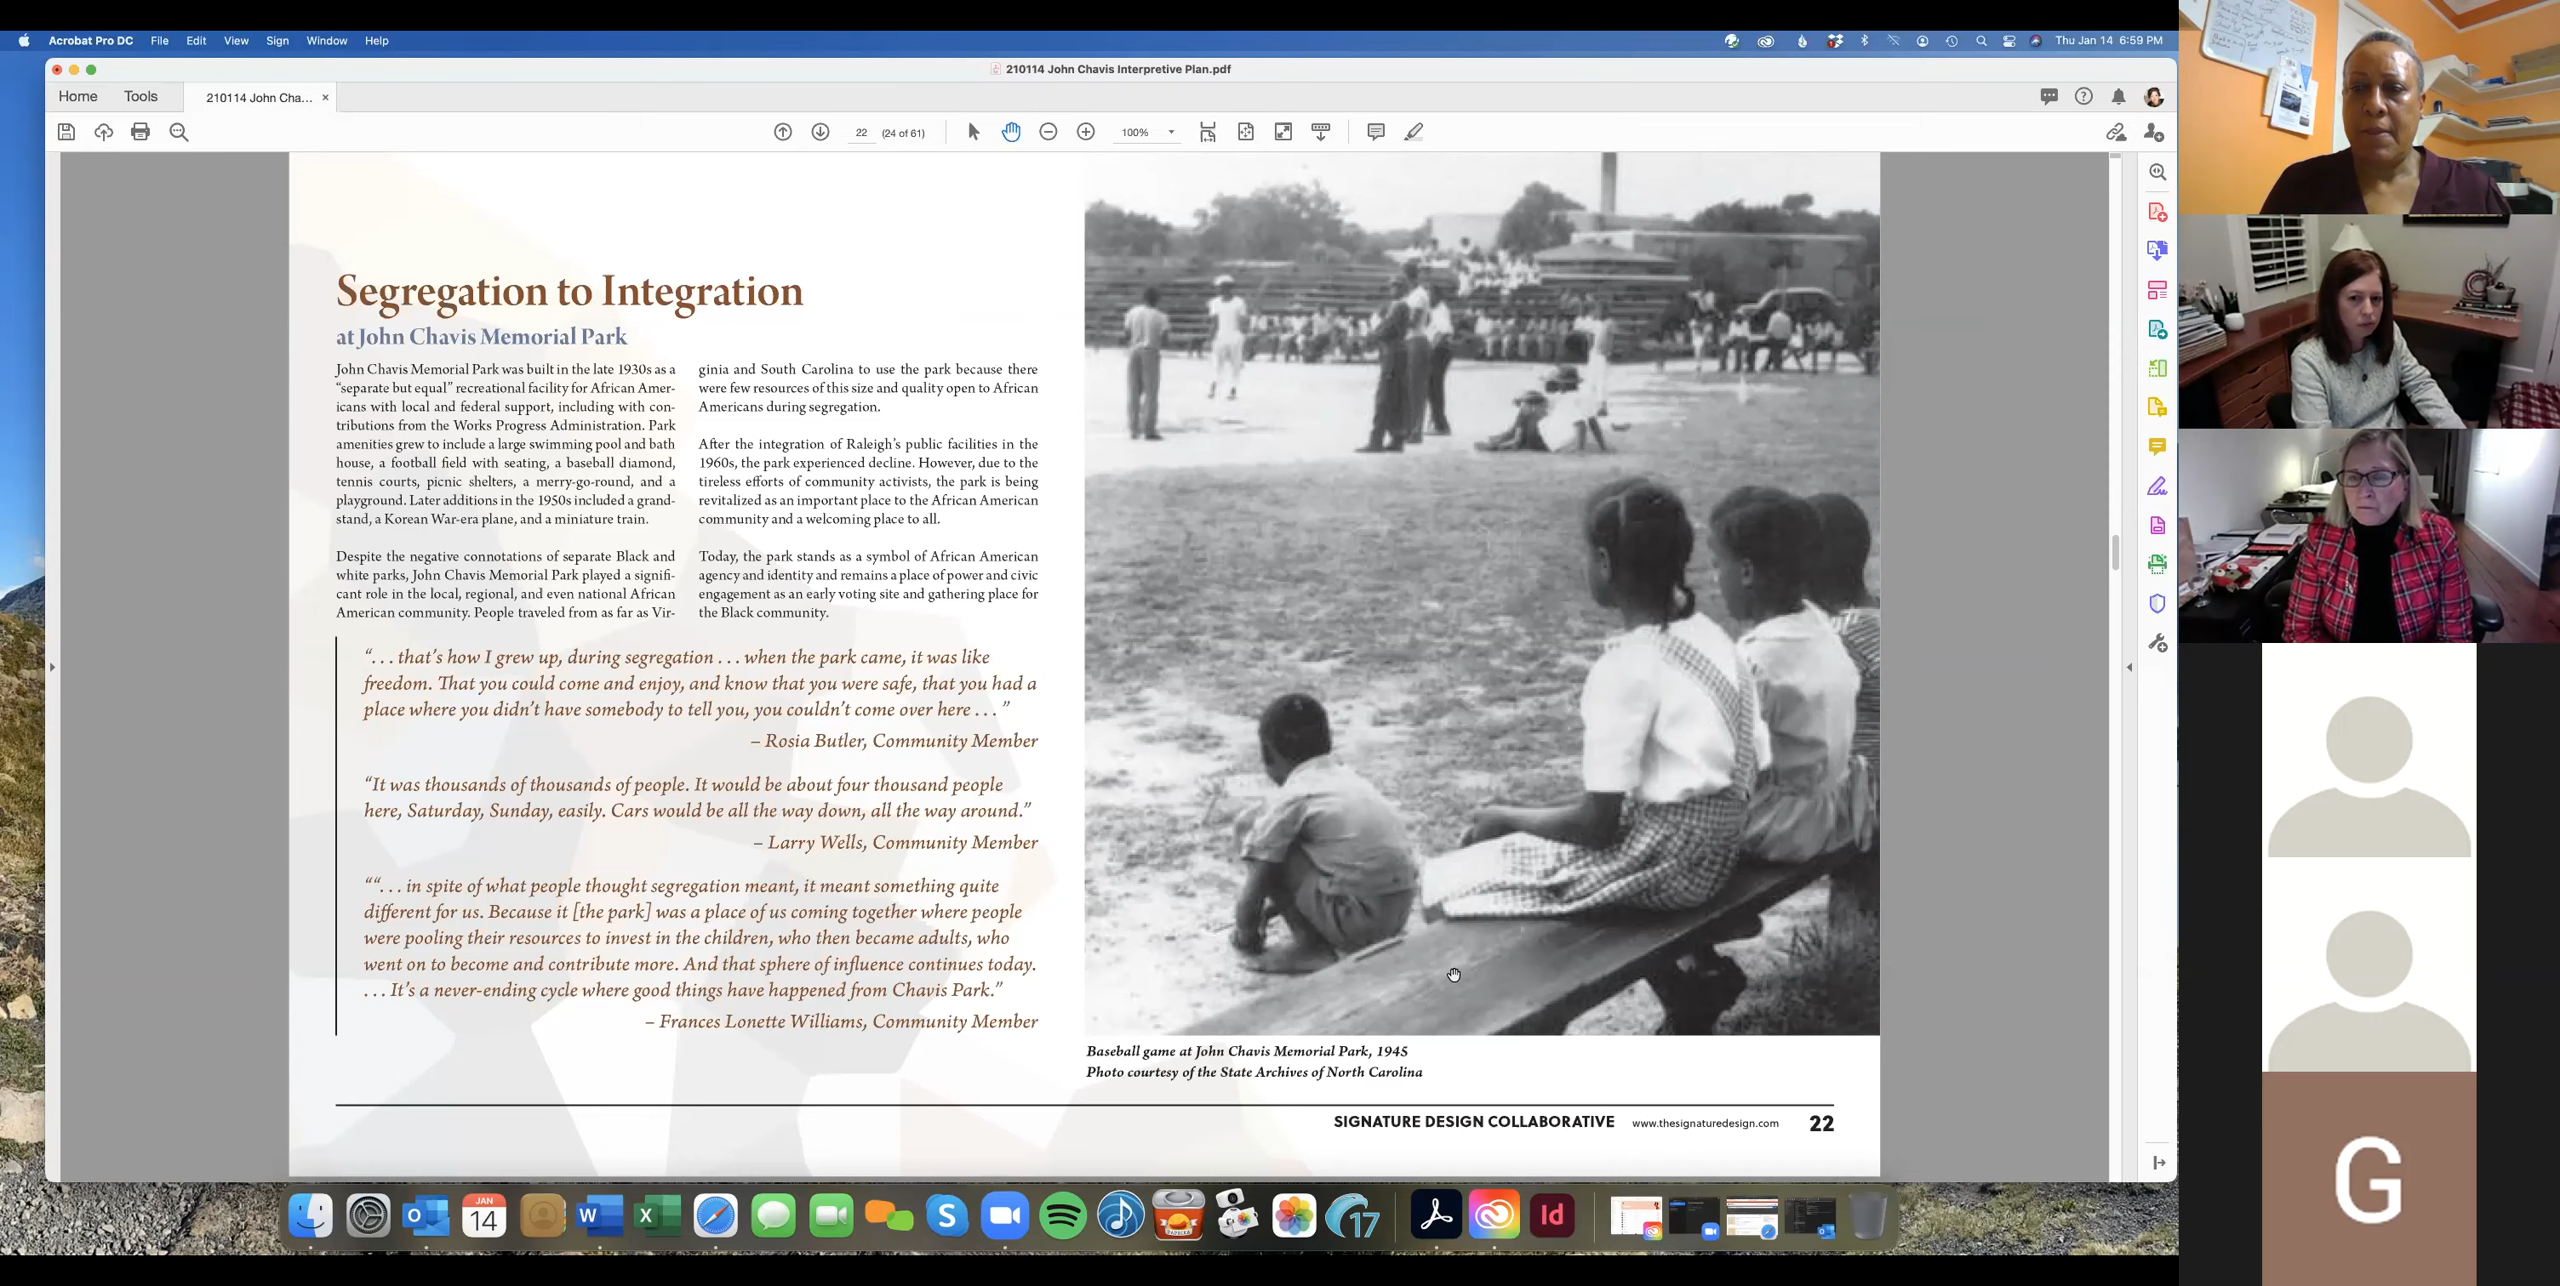 Acrobat Pro DC File Edit View Sign Window Help
Thu Jan 14 6:59 PM
210114 John Chavis Interpretive Plan.pdf
Home Tools 210114 John Cha... ×
22 (24 of 61) 100%
Segregation to Integration
at John Chavis Memorial Park
John Chavis Memorial Park was built in the late 1930s as a
“separate but equal” recreational facility for African Amer-
icans with local and federal support, including with con-
tributions from the Works Progress Administration. Park
amenities grew to include a large swimming pool and bath
house, a football field with seating, a baseball diamond,
tennis courts, picnic shelters, a merry-go-round, and a
playground. Later additions in the 1950s included a grand-
stand, a Korean War-era plane, and a miniature train.
Despite the negative connotations of separate Black and
white parks, John Chavis Memorial Park played a signifi-
cant role in the local, regional, and even national African
American community. People traveled from as far as Vir-
ginia and South Carolina to use the park because there
were few resources of this size and quality open to African
Americans during segregation.
After the integration of Raleigh’s public facilities in the
1960s, the park experienced decline. However, due to the
tireless efforts of community activists, the park is being
revitalized as an important place to the African American
community and a welcoming place to all.
Today, the park stands as a symbol of African American
agency and identity and remains a place of power and civic
engagement as an early voting site and gathering place for
the Black community.
“. . . that’s how I grew up, during segregation . . . when the park came, it was like
freedom. That you could come and enjoy, and know that you were safe, that you had a
place where you didn’t have somebody to tell you, you couldn’t come over here . . . ”
– Rosia Butler, Community Member
“It was thousands of thousands of people. It would be about four thousand people
here, Saturday, Sunday, easily. Cars would be all the way down, all the way around.”
– Larry Wells, Community Member
““. . . in spite of what people thought segregation meant, it meant something quite
different for us. Because it [the park] was a place of us coming together where people
were pooling their resources to invest in the children, who then became adults, who
went on to become and contribute more. And that sphere of influence continues today.
. . . It’s a never-ending cycle where good things have happened from Chavis Park.”
– Frances Lonette Williams, Community Member
Baseball game at John Chavis Memorial Park, 1945
Photo courtesy of the State Archives of North Carolina
SIGNATURE DESIGN COLLABORATIVE www.thesignaturedesign.com 22
JAN
14
17
Id
G